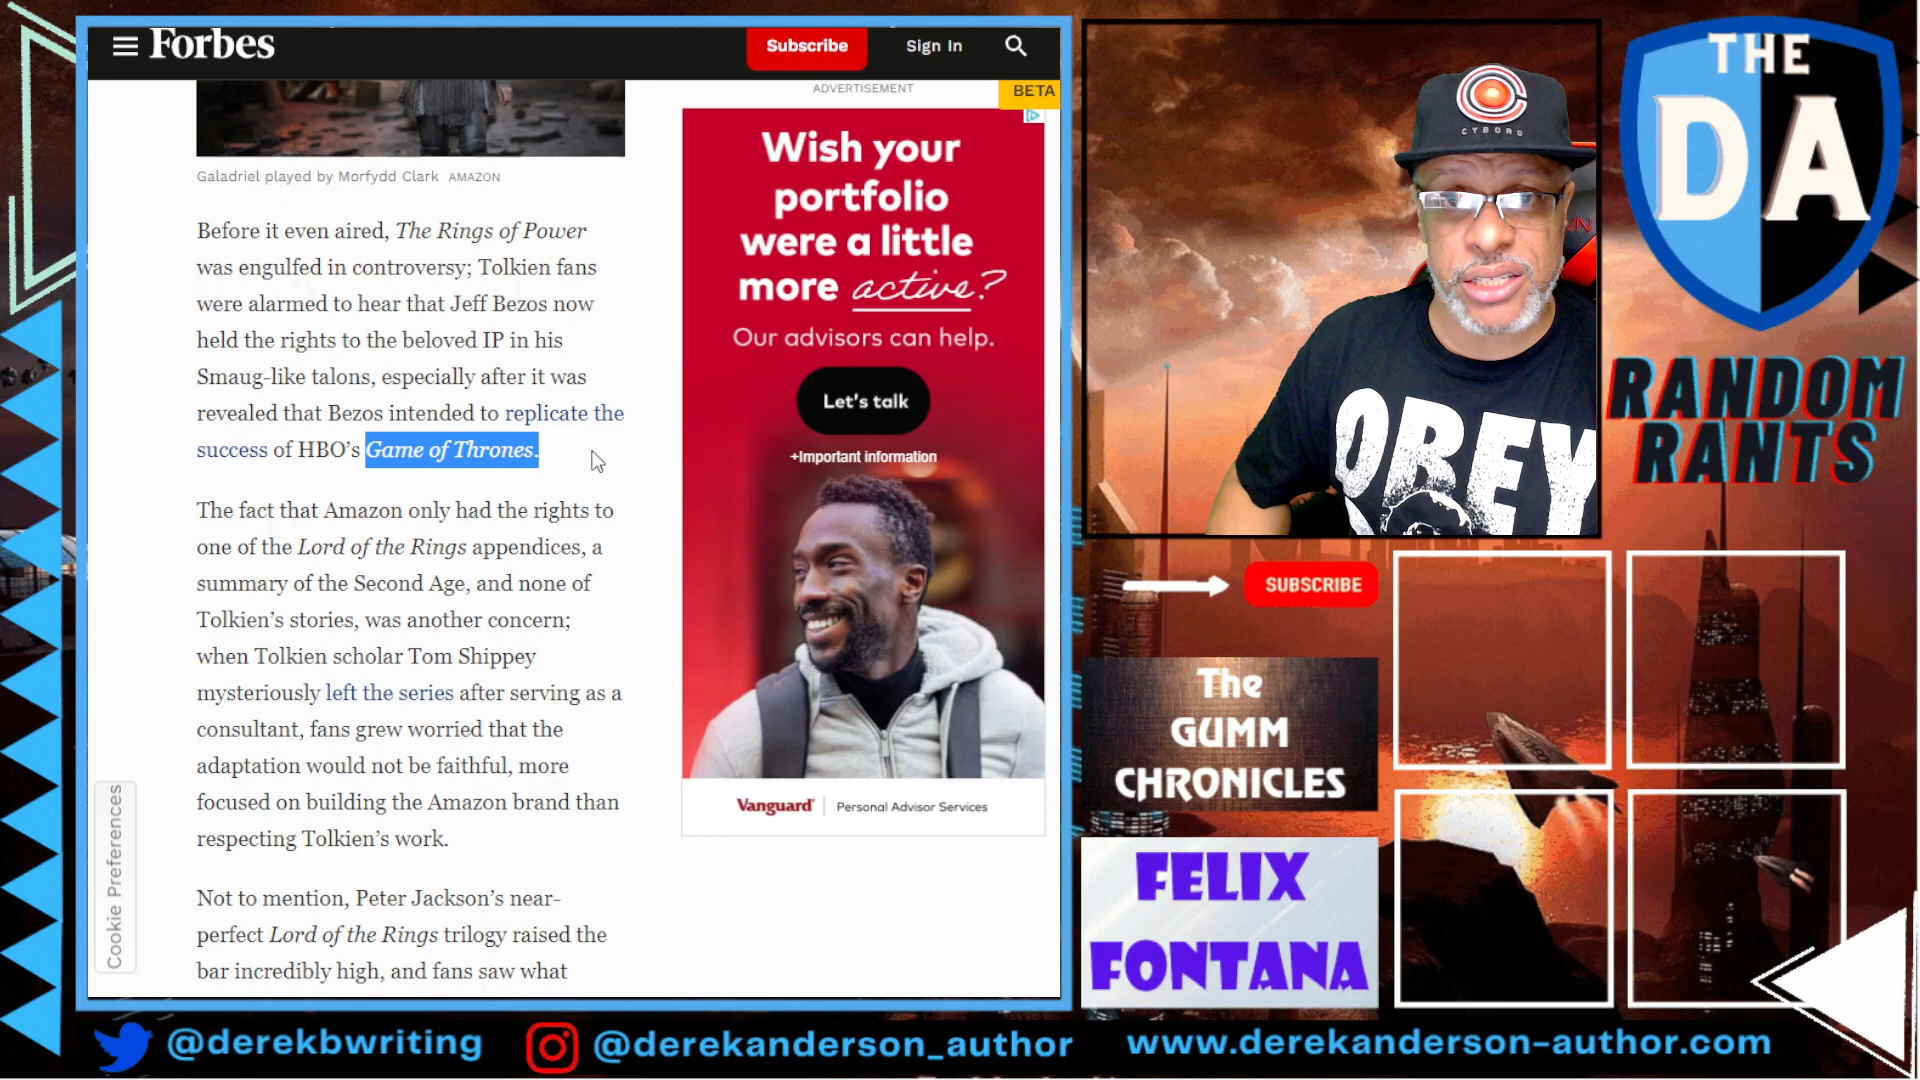 Forbes
Subscribe
Sign In
ADVERTISEMENT
BETA
Galadriel played by Morfydd Clark AMAZON
Before it even aired, The Rings of Power
was engulfed in controversy; Tolkien fans
were alarmed to hear that Jeff Bezos now
held the rights to the beloved IP in his
Smaug-like talons, especially after it was
revealed that Bezos intended to replicate the
success of HBO's Game of Thrones.
The fact that Amazon only had the rights to
one of the Lord of the Rings appendices, a
summary of the Second Age, and none of
Tolkien's stories, was another concern;
when Tolkien scholar Tom Shippey
mysteriously left the series after serving as a
consultant, fans grew worried that the
adaptation would not be faithful, more
focused on building the Amazon brand than
respecting Tolkien's work.
Not to mention, Peter Jackson's near-
perfect Lord of the Rings trilogy raised the
bar incredibly high, and fans saw what
Cookie Preferences
Wish your
portfolio
were a little
more active?
Our advisors can help.
Let's talk
+Important information
Vanguard
Personal Advisor Services
CYBORG
OBEY
THE
DA
RANDOM
RANTS
SUBSCRIBE
The
GUMM
CHRONICLES
FELIX
FONTANA
@derekbwriting
@derekanderson_author
www.derekanderson-author.com